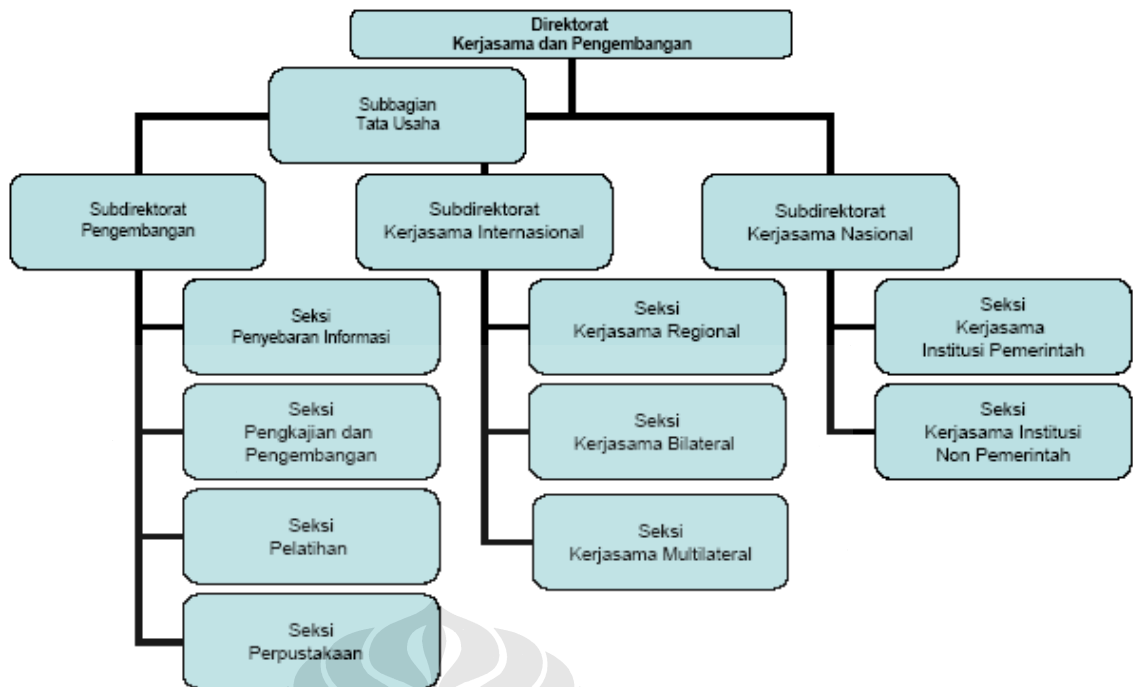 Direktorat
Kerjasama dan Pengembangan
Subbagian
Tata Usaha
Subdirektorat
Pengembangan
Subdirektorat
Kerjasama Internasional
Subdirektorat
Kerjasama Nasional
Seksi
Penyebaran Informasi
Seksi
Pengkajian dan
Pengembangan
Seksi
Pelatihan
Seksi
Perpustakaan
Seksi
Kerjasama Regional
Seksi
Kerjasama Bilateral
Seksi
Kerjasama Multilateral
Seksi
Kerjasama
Institusi Pemerintah
Seksi
Kerjasama Institusi
Non Pemerintah